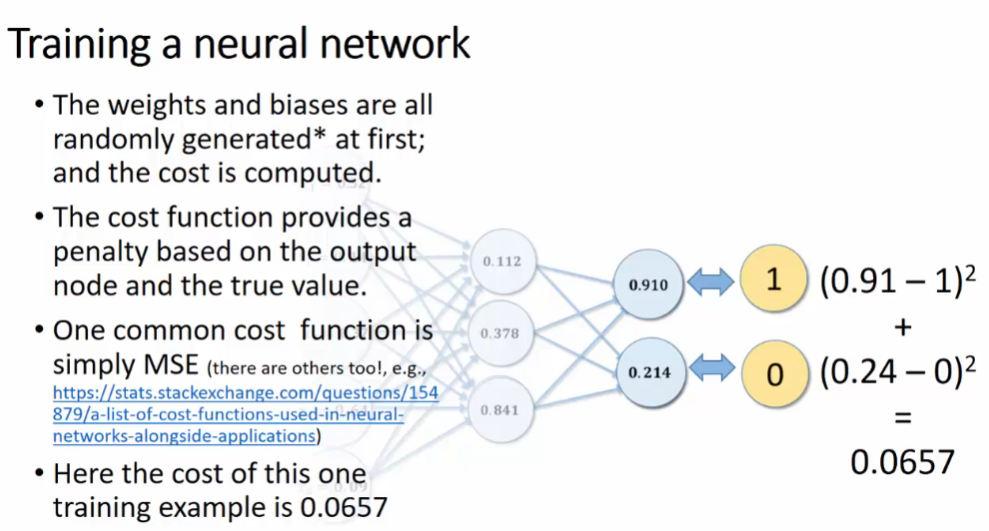 Training a neural network
• The weights and biases are all
randomly generated* at first;
and the cost is computed.
• The cost function provides a
penalty based on the output
node and the true value.
• One common cost  function is
simply MSE (there are others too!, e.g.,
https://stats.stackexchange.com/questions/154
879/a-list-of-cost-functions-used-in-neural-
networks-alongside-applications)
• Here the cost of this one
training example is 0.0657
0.112
0.378
0.841
0.910
0.214
1
0
(0.91 – 1)²
+
(0.24 – 0)²
=
0.0657